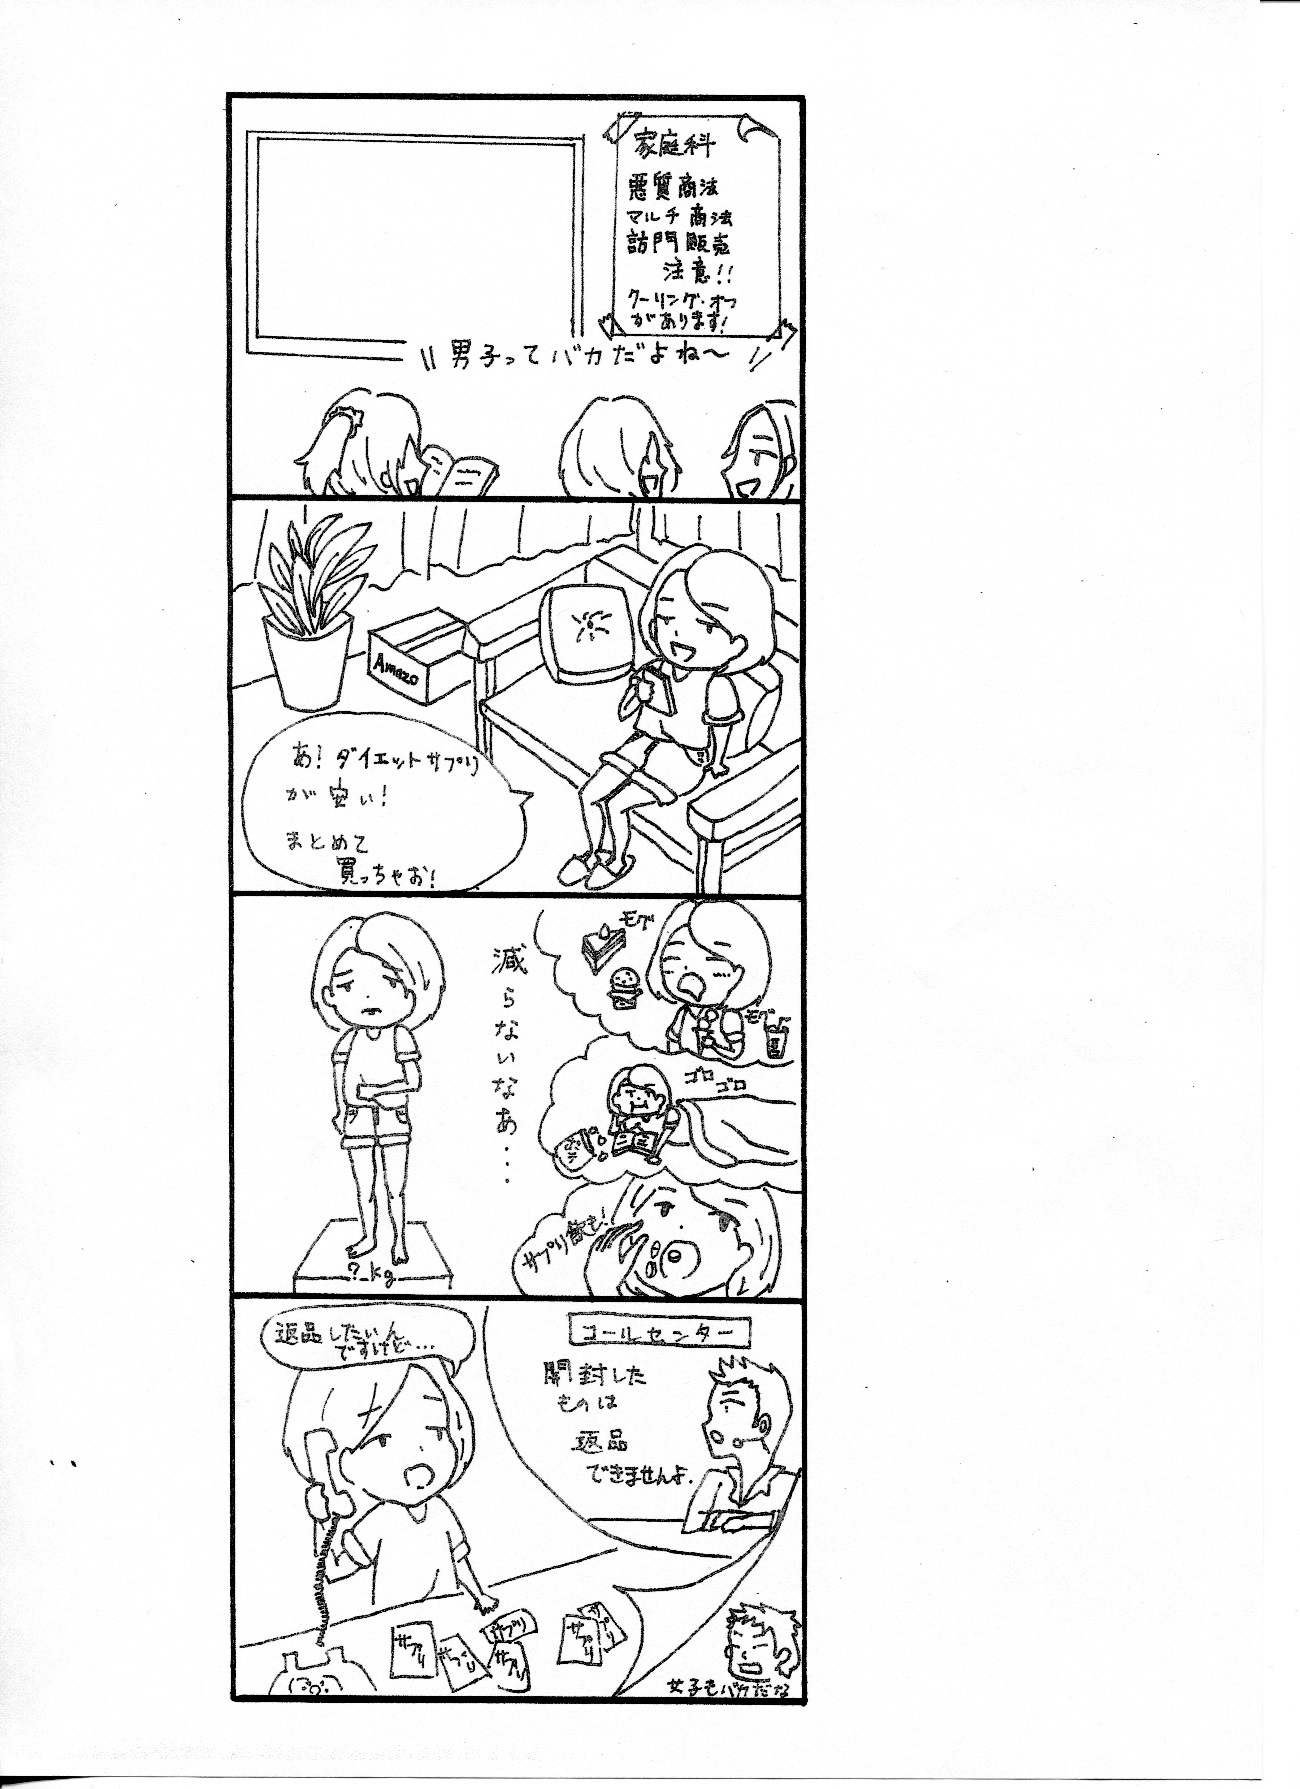 家庭科
悪質商法
マルチ商法
訪問販売
注意!!
クーリング・オフ
があります!
男子ってバカだよね〜
Amazo
あ!ダイエットサプリ
が安い!
まとめて
買っちゃお!
減らないなあ・・・
モグ
モグ
ゴロ
ゴロ
サプリ飲も!
?kg
返品したいん
ですけど…
コールセンター
開封した
ものは
返品
できませんよ.
サプリ
サプリ
サプリ
サプリ
サプリ
サプリ
女子もバカだな